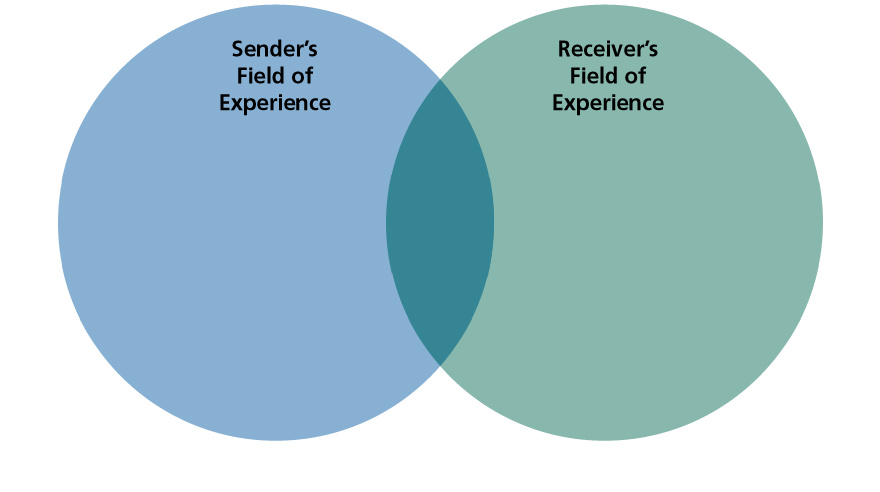 Sender’s
Field of
Experience
Receiver’s
Field of
Experience